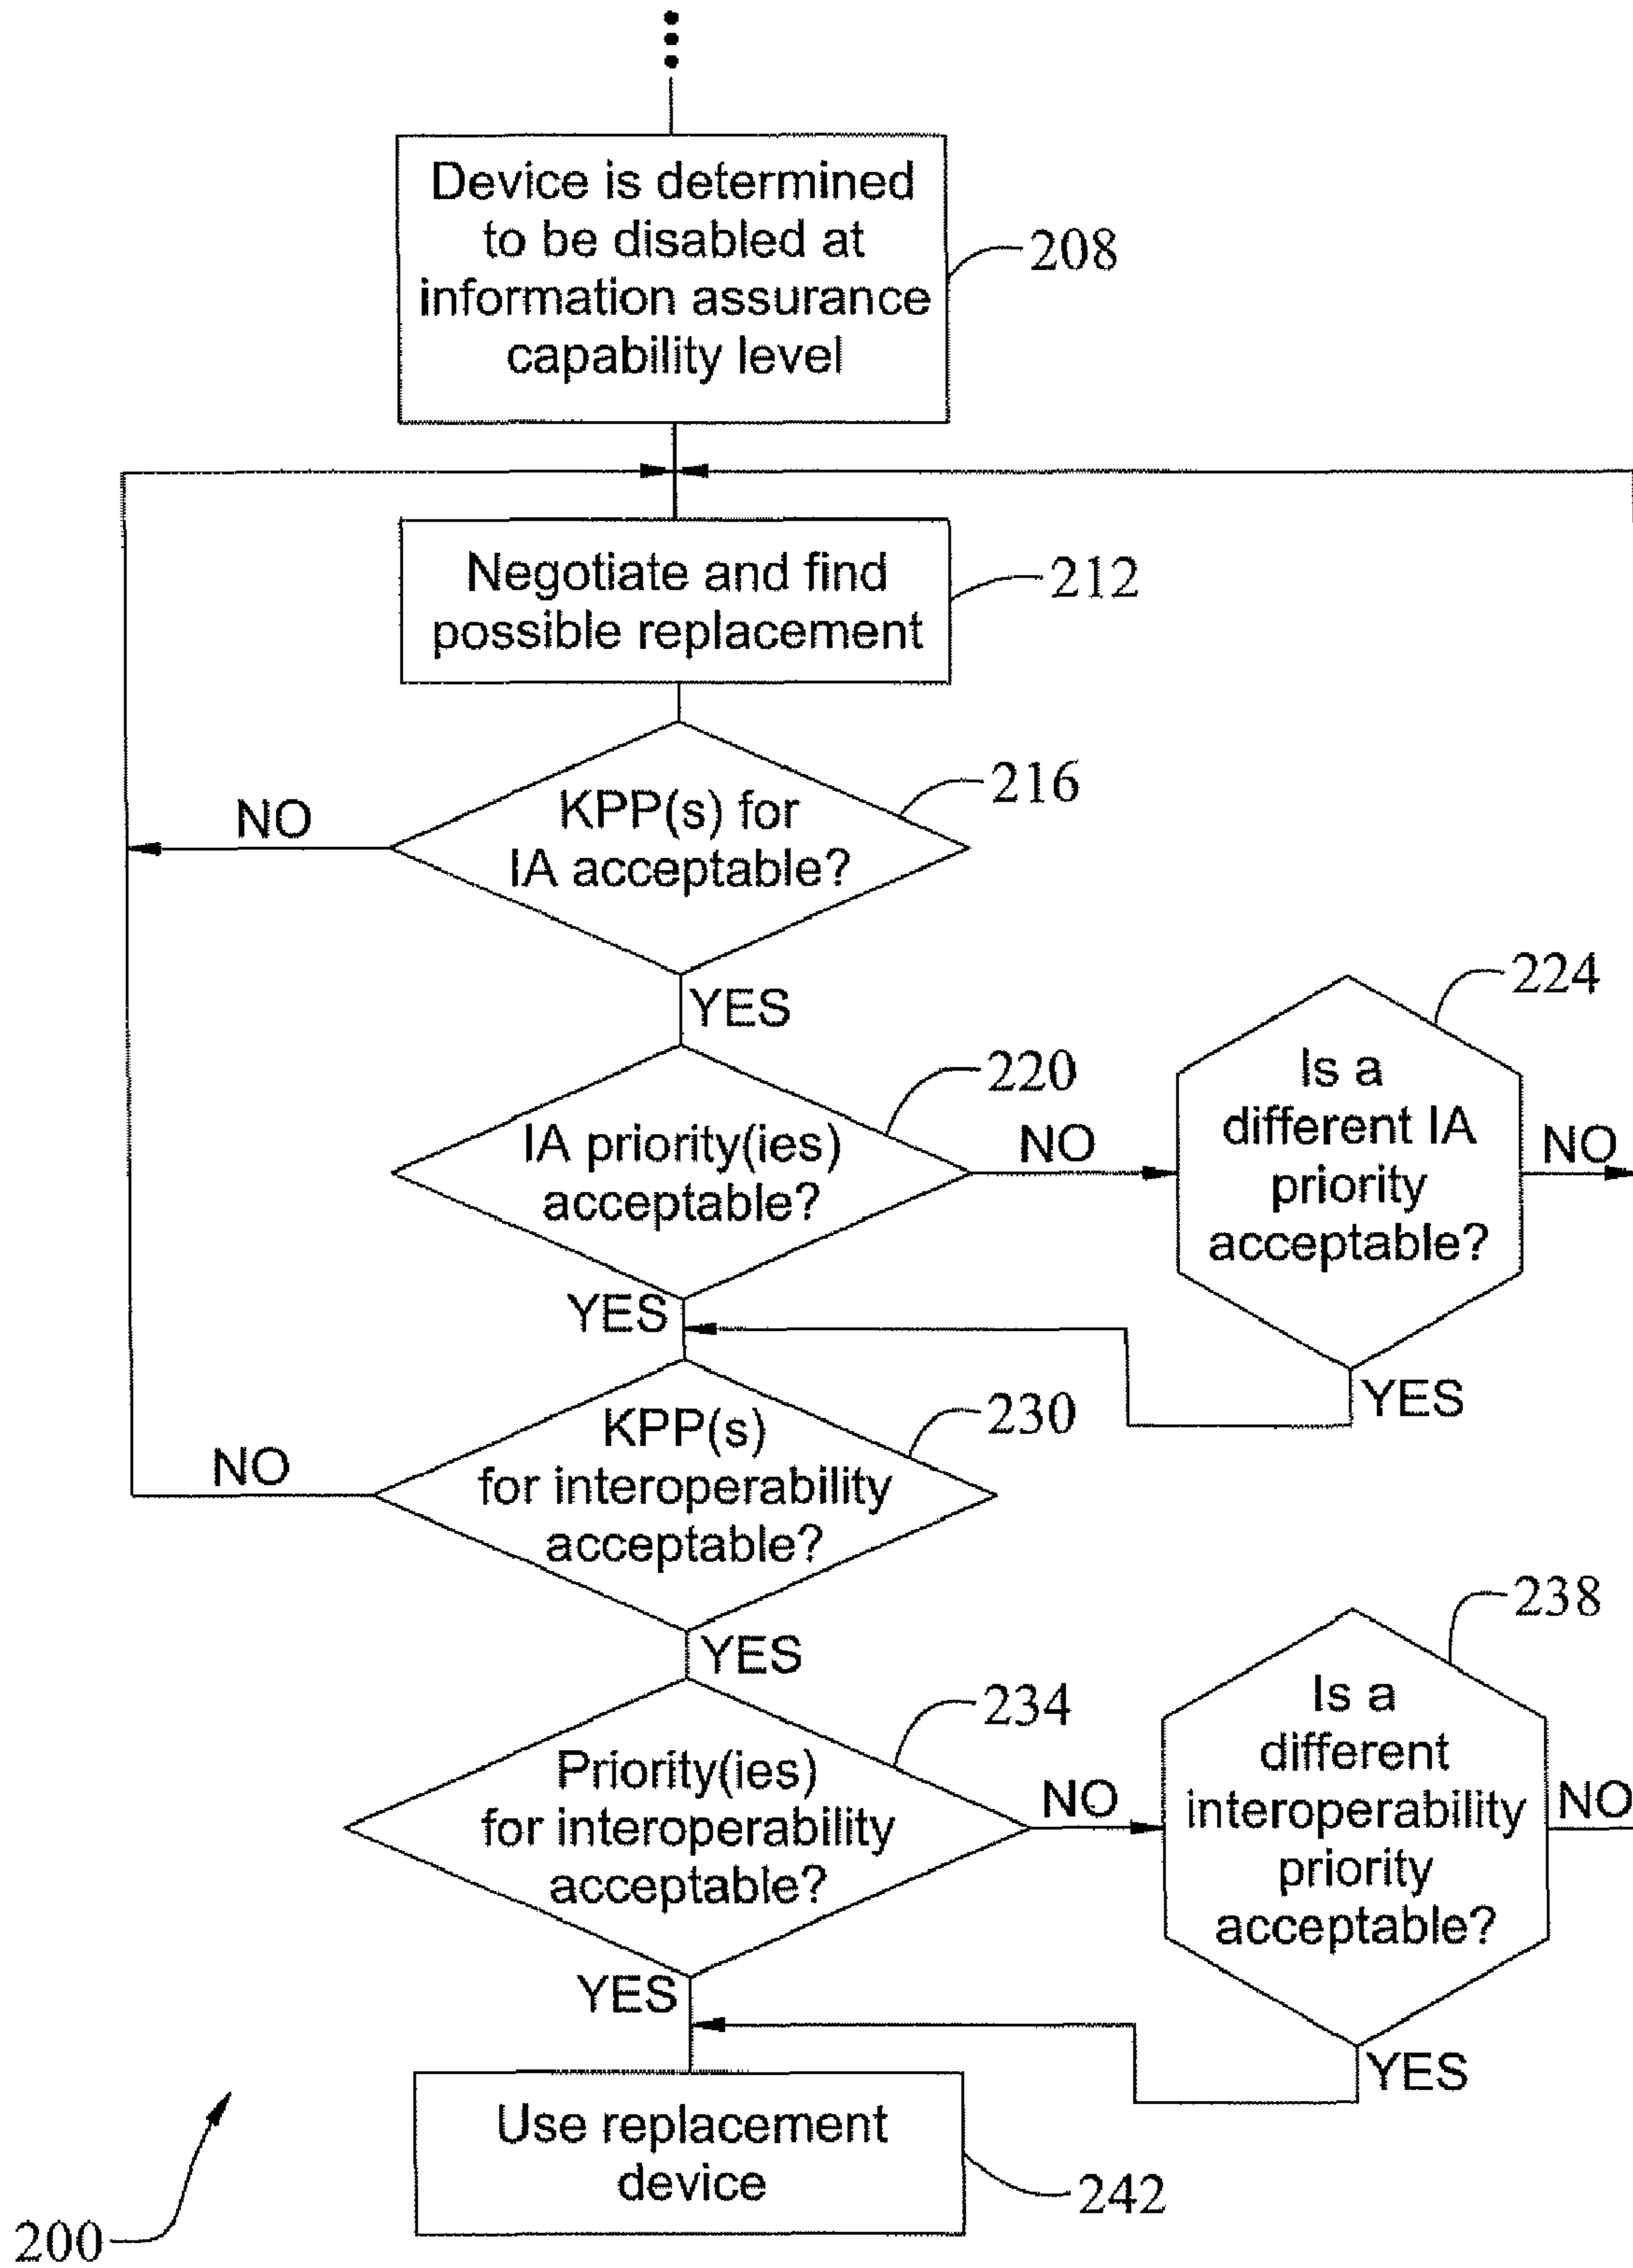 Device is determined
to be disabled at
information assurance
capability level
208
Negotiate and find
possible replacement
212
KPP(s) for
IA acceptable?
216
NO
YES
IA priority(ies)
acceptable?
220
NO
Is a
different IA
priority
acceptable?
224
NO
YES
YES
KPP(s)
for interoperability
acceptable?
230
NO
YES
Priority(ies)
for interoperability
acceptable?
234
NO
Is a
different
interoperability
priority
acceptable?
238
NO
YES
YES
Use replacement
device
242
200